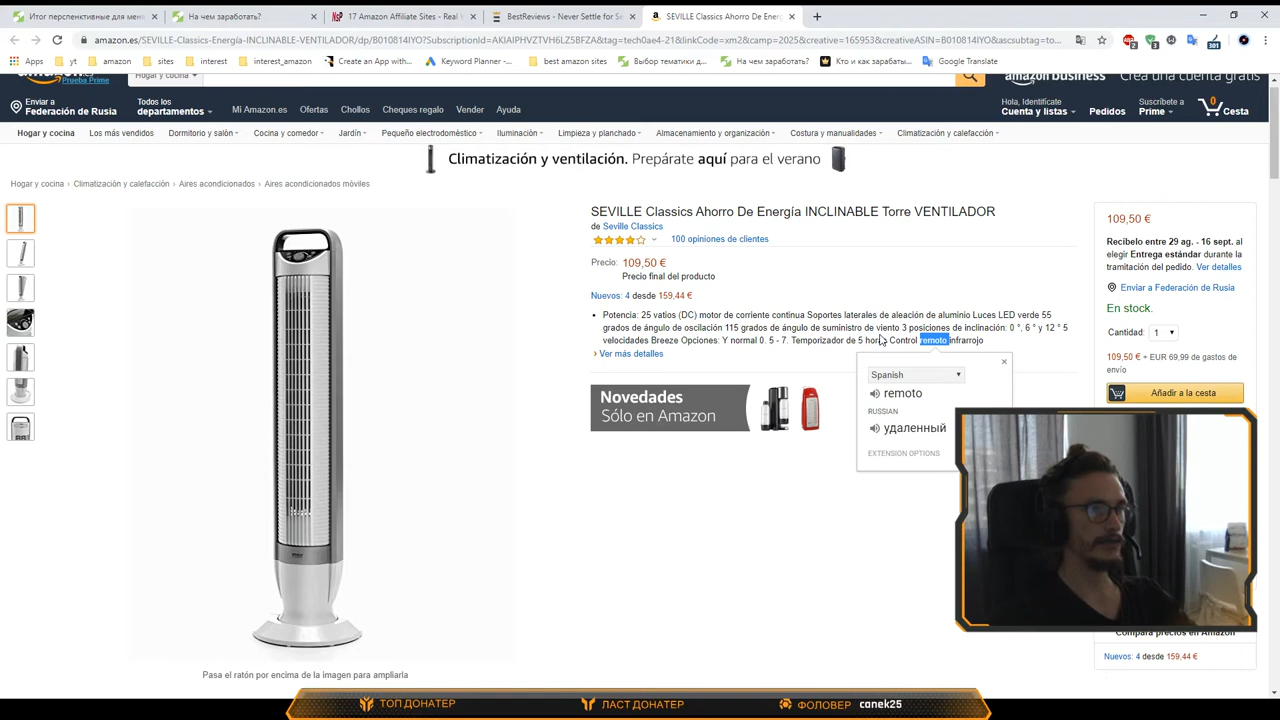 Итог перспективные для мен
На чем заработать?
17 Amazon Affiliate Sites - Real
BestReviews - Never Settle for Se
SEVILLE Classics Ahorro De Energ
amazon.es/SEVILLE-Classics-Energía-INCLINABLE-VENTILADOR/dp/B010814IYO?SubscriptionId=AKIAIPHVZTVH6LZ5BFZA&tag=tech0ae4-21&linkCode=xm2&camp=2025&creative=165953&creativeASIN=B010814IYO&ascsubtag=to...
Apps
yt
amazon
sites
interest
interest_amazon
Create an App with...
Keyword Planner -...
best amazon sites
Выбор тематики д...
На чем заработать?
Кто и как зарабаты...
Google Translate
amazon.es
Prueba Prime
Hogar y cocina
amazon business
Crea una cuenta gratis
Enviar a
Federación de Rusia
Todos los
departamentos
Mi Amazon.es
Ofertas
Chollos
Cheques regalo
Vender
Ayuda
Hola, Identifícate
Cuenta y listas
Pedidos
Suscríbete a
Prime
0
Cesta
Hogar y cocina
Los más vendidos
Dormitorio y salón
Cocina y comedor
Jardín
Pequeño electrodoméstico
Iluminación
Limpieza y planchado
Almacenamiento y organización
Costura y manualidades
Climatización y calefacción
Climatización y ventilación. Prepárate aquí para el verano
Hogar y cocina › Climatización y calefacción › Aires acondicionados › Aires acondicionados móviles
SEVILLE Classics Ahorro De Energía INCLINABLE Torre VENTILADOR
de Seville Classics
100 opiniones de clientes
Precio: 109,50 €
Precio final del producto
Nuevos: 4 desde 159,44 €
Potencia: 25 vatios (DC) motor de corriente continua Soportes laterales de aleación de aluminio Luces LED verde 55
grados de ángulo de oscilación 115 grados de ángulo de suministro de viento 3 posiciones de inclinación: 0 °, 6 ° y 12 ° 5
velocidades Breeze Opciones: Y normal 0. 5 - 7. Temporizador de 5 horas Control remoto infrarrojo
› Ver más detalles
Novedades
Sólo en Amazon
Spanish
remoto
RUSSIAN
удаленный
EXTENSION OPTIONS
109,50 €
Recíbelo entre 29 ag. - 16 sept. al
elegir Entrega estándar durante la
tramitación del pedido. Ver detalles
Enviar a Federación de Rusia
En stock.
Cantidad: 1
109,50 € + EUR 69,99 de gastos de
envío
Añadir a la cesta
Compara precios en Amazon
Nuevos: 4 desde 159,44 €
Pasa el ratón por encima de la imagen para ampliarla
ТОП ДОНАТЕР
ЛАСТ ДОНАТЕР
ФОЛОВЕР canek25